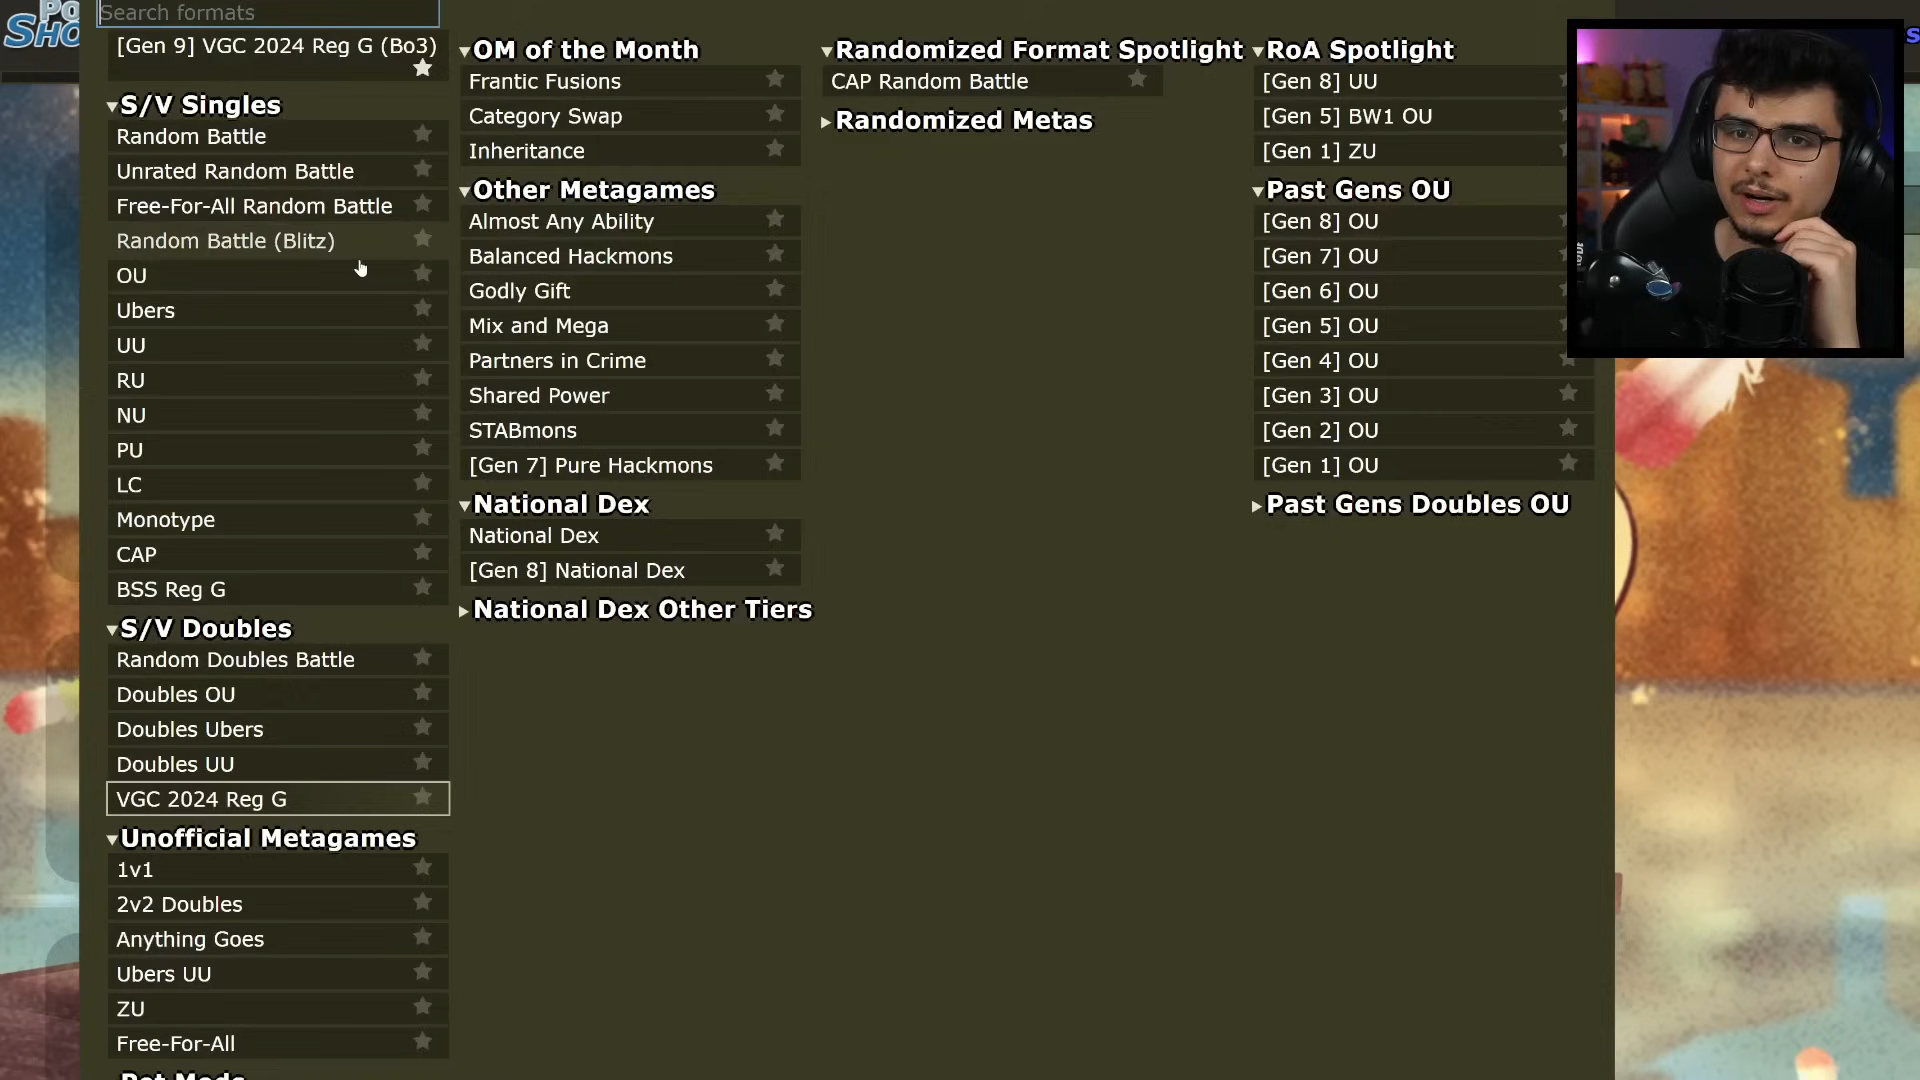 Search formats
[Gen 9] VGC 2024 Reg G (Bo3)
S/V Singles
Random Battle
Unrated Random Battle
Free-For-All Random Battle
Random Battle (Blitz)
OU
Ubers
UU
RU
NU
PU
LC
Monotype
CAP
BSS Reg G
S/V Doubles
Random Doubles Battle
Doubles OU
Doubles Ubers
Doubles UU
VGC 2024 Reg G
Unofficial Metagames
1v1
2v2 Doubles
Anything Goes
Ubers UU
ZU
Free-For-All
OM of the Month
Frantic Fusions
Category Swap
Inheritance
Other Metagames
Almost Any Ability
Balanced Hackmons
Godly Gift
Mix and Mega
Partners in Crime
Shared Power
STABmons
[Gen 7] Pure Hackmons
National Dex
National Dex
[Gen 8] National Dex
National Dex Other Tiers
Randomized Format Spotlight
CAP Random Battle
Randomized Metas
RoA Spotlight
[Gen 8] UU
[Gen 5] BW1 OU
[Gen 1] ZU
Past Gens OU
[Gen 8] OU
[Gen 7] OU
[Gen 6] OU
[Gen 5] OU
[Gen 4] OU
[Gen 3] OU
[Gen 2] OU
[Gen 1] OU
Past Gens Doubles OU